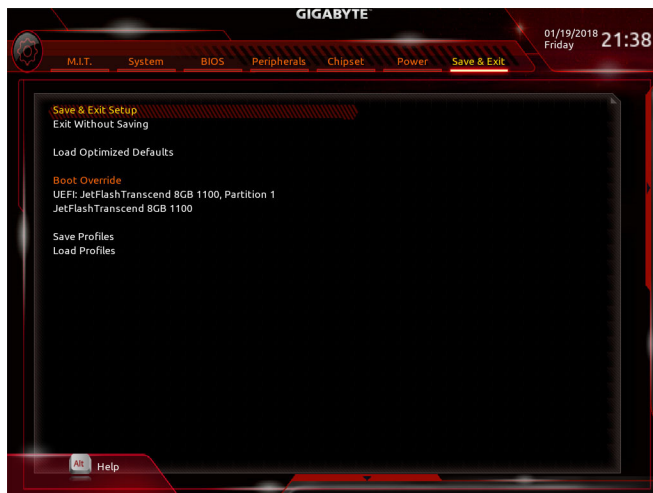 GIGABYTE
01/19/2018
Friday
21:38
M.I.T. System BIOS Peripherals Chipset Power Save & Exit
Save & Exit Setup
Exit Without Saving
Load Optimized Defaults
Boot Override
UEFI: JetFlashTranscend 8GB 1100, Partition 1
JetFlashTranscend 8GB 1100
Save Profiles
Load Profiles
Alt Help